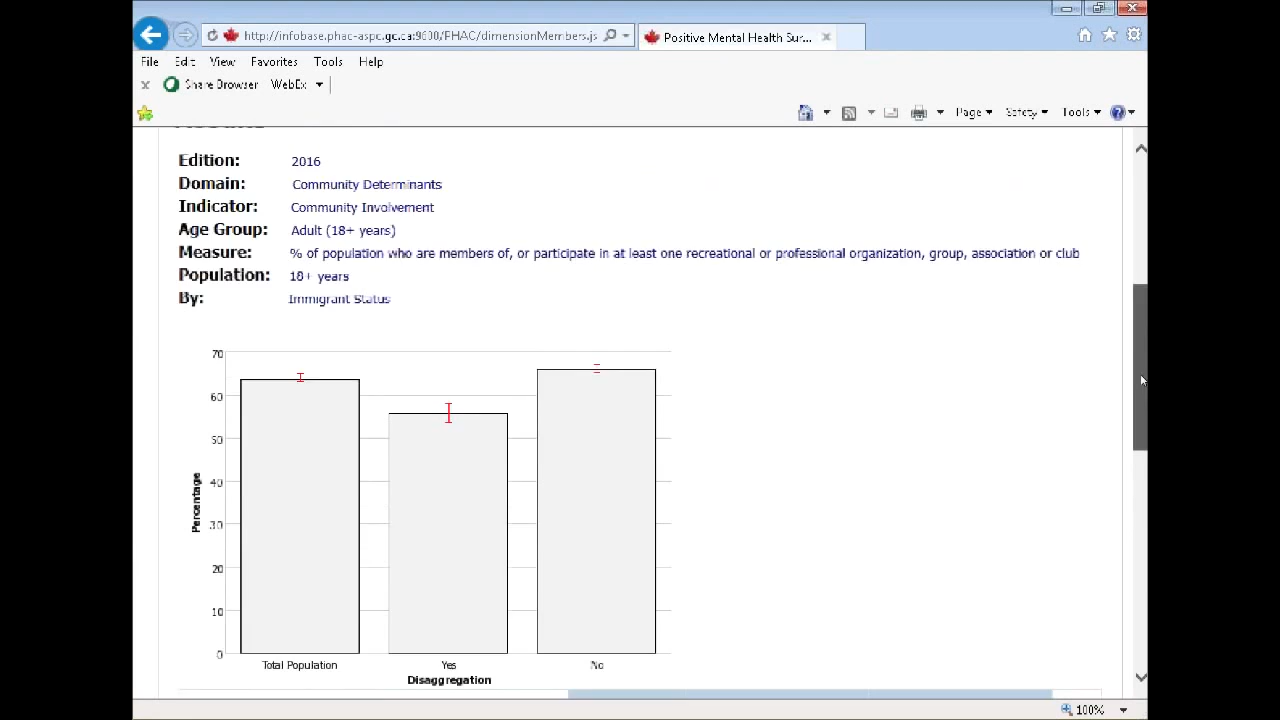 http://infobase.phac-aspc.gc.ca:9600/PHAC/dimensionMembers.js
Positive Mental Health Sur...
File Edit View Favorites Tools Help
x Share Browser WebEx
Page Safety Tools
Edition: 2016
Domain: Community Determinants
Indicator: Community Involvement
Age Group: Adult (18+ years)
Measure: % of population who are members of, or participate in at least one recreational or professional organization, group, association or club
Population: 18+ years
By: Immigrant Status
70
60
50
40
30
20
10
0
Percentage
Total Population Yes No
Disaggregation
100%